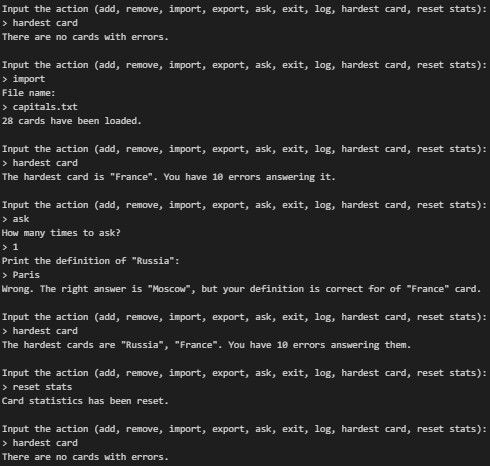 Input the action (add, remove, import, export, ask, exit, log, hardest card, reset stats):
> hardest card
There are no cards with errors.
Input the action (add, remove, import, export, ask, exit, log, hardest card, reset stats):
> import
File name:
> capitals.txt
28 cards have been loaded.
Input the action (add, remove, import, export, ask, exit, log, hardest card, reset stats):
> hardest card
The hardest card is "France". You have 10 errors answering it.
Input the action (add, remove, import, export, ask, exit, log, hardest card, reset stats):
> ask
How many times to ask?
> 1
Print the definition of "Russia":
> Paris
Wrong. The right answer is "Moscow", but your definition is correct for of "France" card.
Input the action (add, remove, import, export, ask, exit, log, hardest card, reset stats):
> hardest card
The hardest cards are "Russia", "France". You have 10 errors answering them.
Input the action (add, remove, import, export, ask, exit, log, hardest card, reset stats):
> reset stats
Card statistics has been reset.
Input the action (add, remove, import, export, ask, exit, log, hardest card, reset stats):
> hardest card
There are no cards with errors.